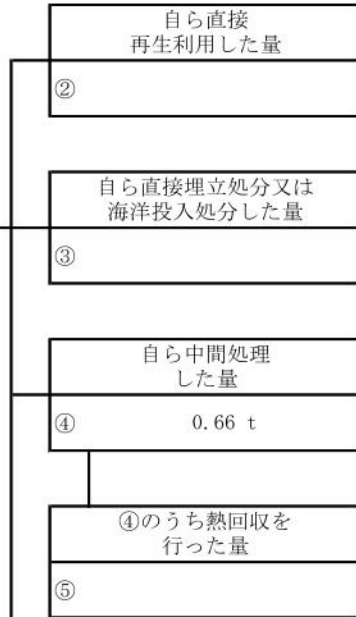 自ら直接
再生利用した量
②
自ら直接埋立処分又は
海洋投入処分した量
③
自ら中間処理
した量
④ 0.66 t
④のうち熱回収を
行った量
⑤